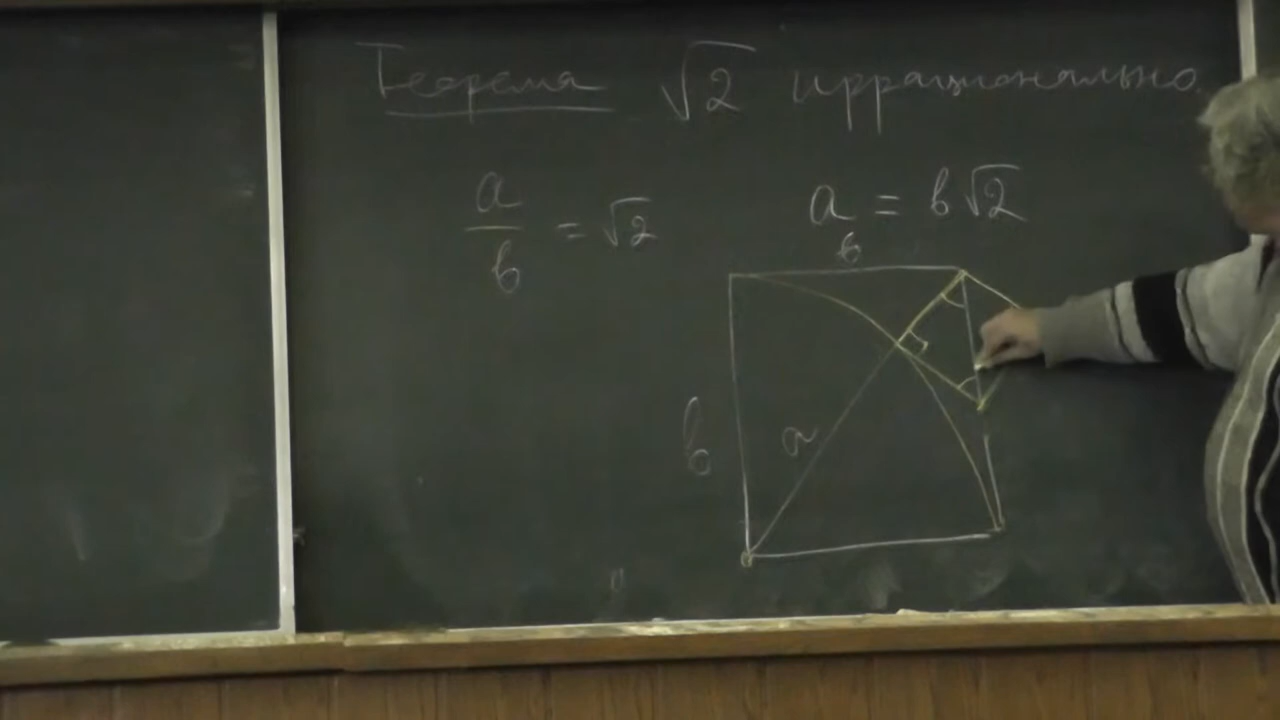 Теорема √2 иррационально.
a/b = √2
a = b√2
b
b
a